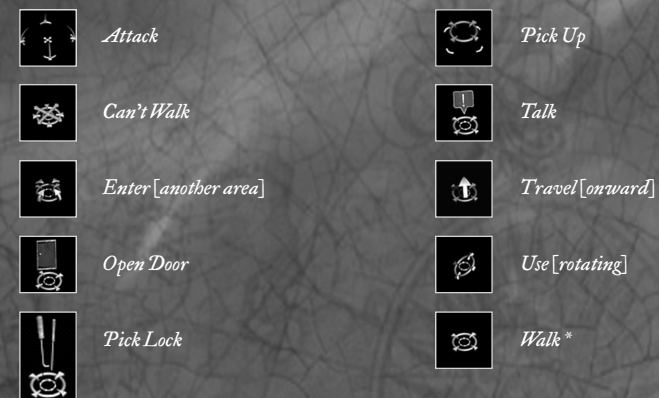 Attack
Can't Walk
Enter [another area]
Open Door
Pick Lock
Pick Up
!
Talk
Travel [onward]
Use [rotating]
Walk *